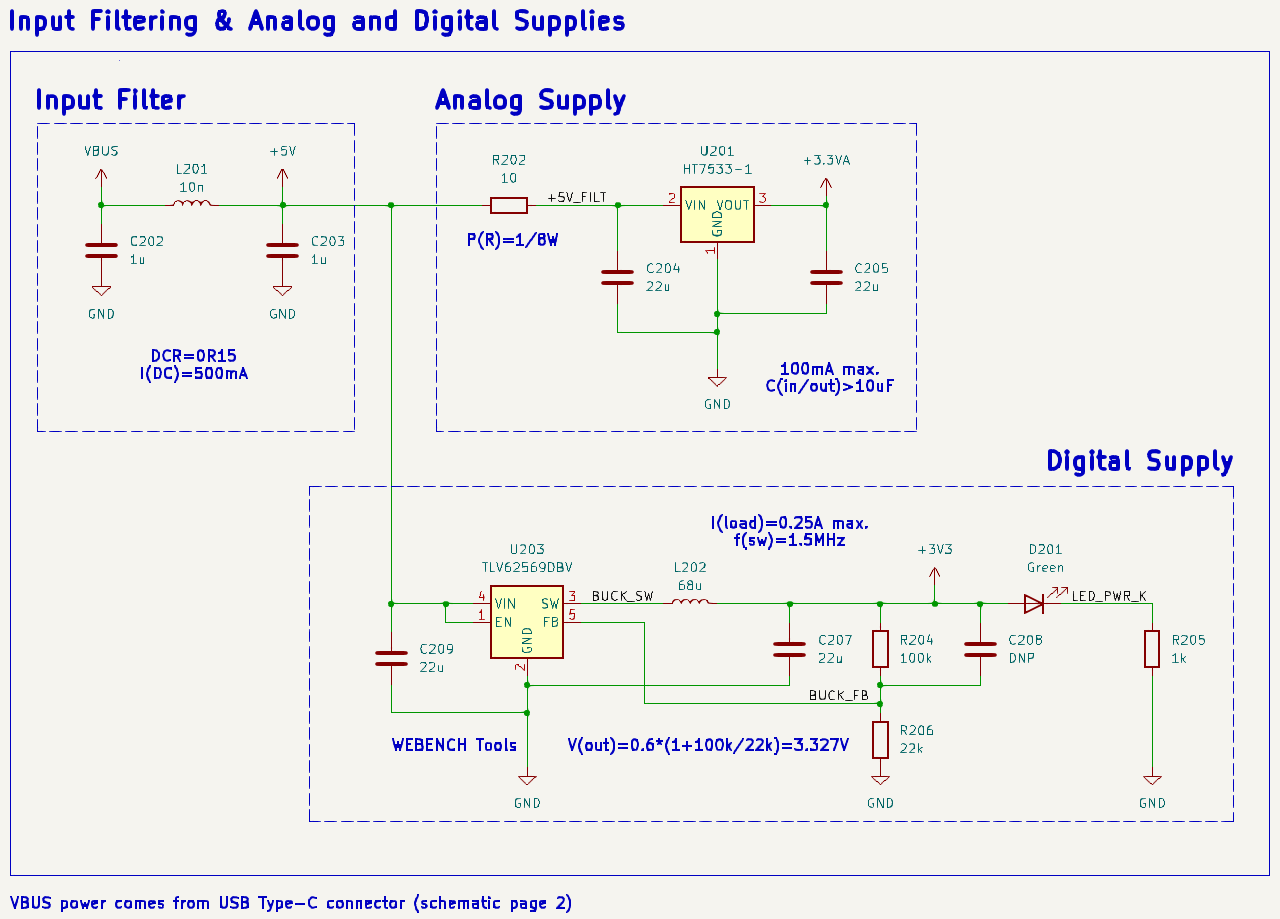 Input Filtering & Analog and Digital Supplies
Input Filter
VBUS
+5V
L201
10n
C202
1u
C203
1u
GND
GND
DCR=0R15
I(DC)=500mA
Analog Supply
R202
10
+5V_FILT
P(R)=1/8W
U201
HT7533-1
2
VIN VOUT
3
GND
1
+3.3VA
C204
22u
C205
22u
GND
100mA max.
C(in/out)>10uF
Digital Supply
I(load)=0.25A max.
f(sw)=1.5MHz
U203
TLV62569DBV
4
VIN
SW
3
1
EN
FB
5
GND
2
BUCK_SW
L202
68u
+3V3
D201
Green
LED_PWR_K
C209
22u
C207
22u
R204
100k
C208
DNP
R205
1k
BUCK_FB
R206
22k
WEBENCH Tools
V(out)=0.6*(1+100k/22k)=3.327V
GND
GND
GND
VBUS power comes from USB Type-C connector (schematic page 2)